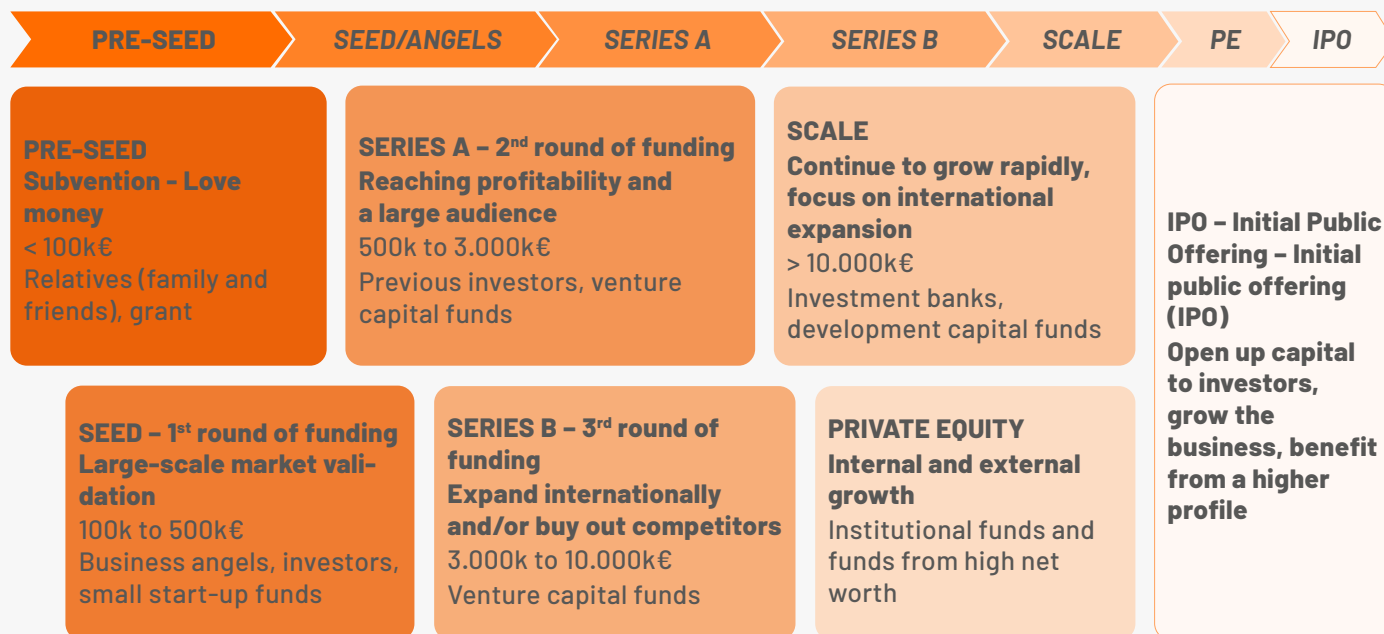 PRE-SEED
SEED/ANGELS
SERIES A
SERIES B
SCALE
PE
IPO
PRE-SEED
Subvention - Love
money
< 100k€
Relatives (family and
friends), grant
SERIES A – 2nd round of funding
Reaching profitability and
a large audience
500k to 3.000k€
Previous investors, venture
capital funds
SCALE
Continue to grow rapidly,
focus on international
expansion
> 10.000k€
Investment banks,
development capital funds
IPO – Initial Public
Offering – Initial
public offering
(IPO)
Open up capital
to investors,
grow the
business, benefit
from a higher
profile
SEED – 1st round of funding
Large-scale market vali-
dation
100k to 500k€
Business angels, investors,
small start-up funds
SERIES B – 3rd round of
funding
Expand internationally
and/or buy out competitors
3.000k to 10.000k€
Venture capital funds
PRIVATE EQUITY
Internal and external
growth
Institutional funds and
funds from high net
worth